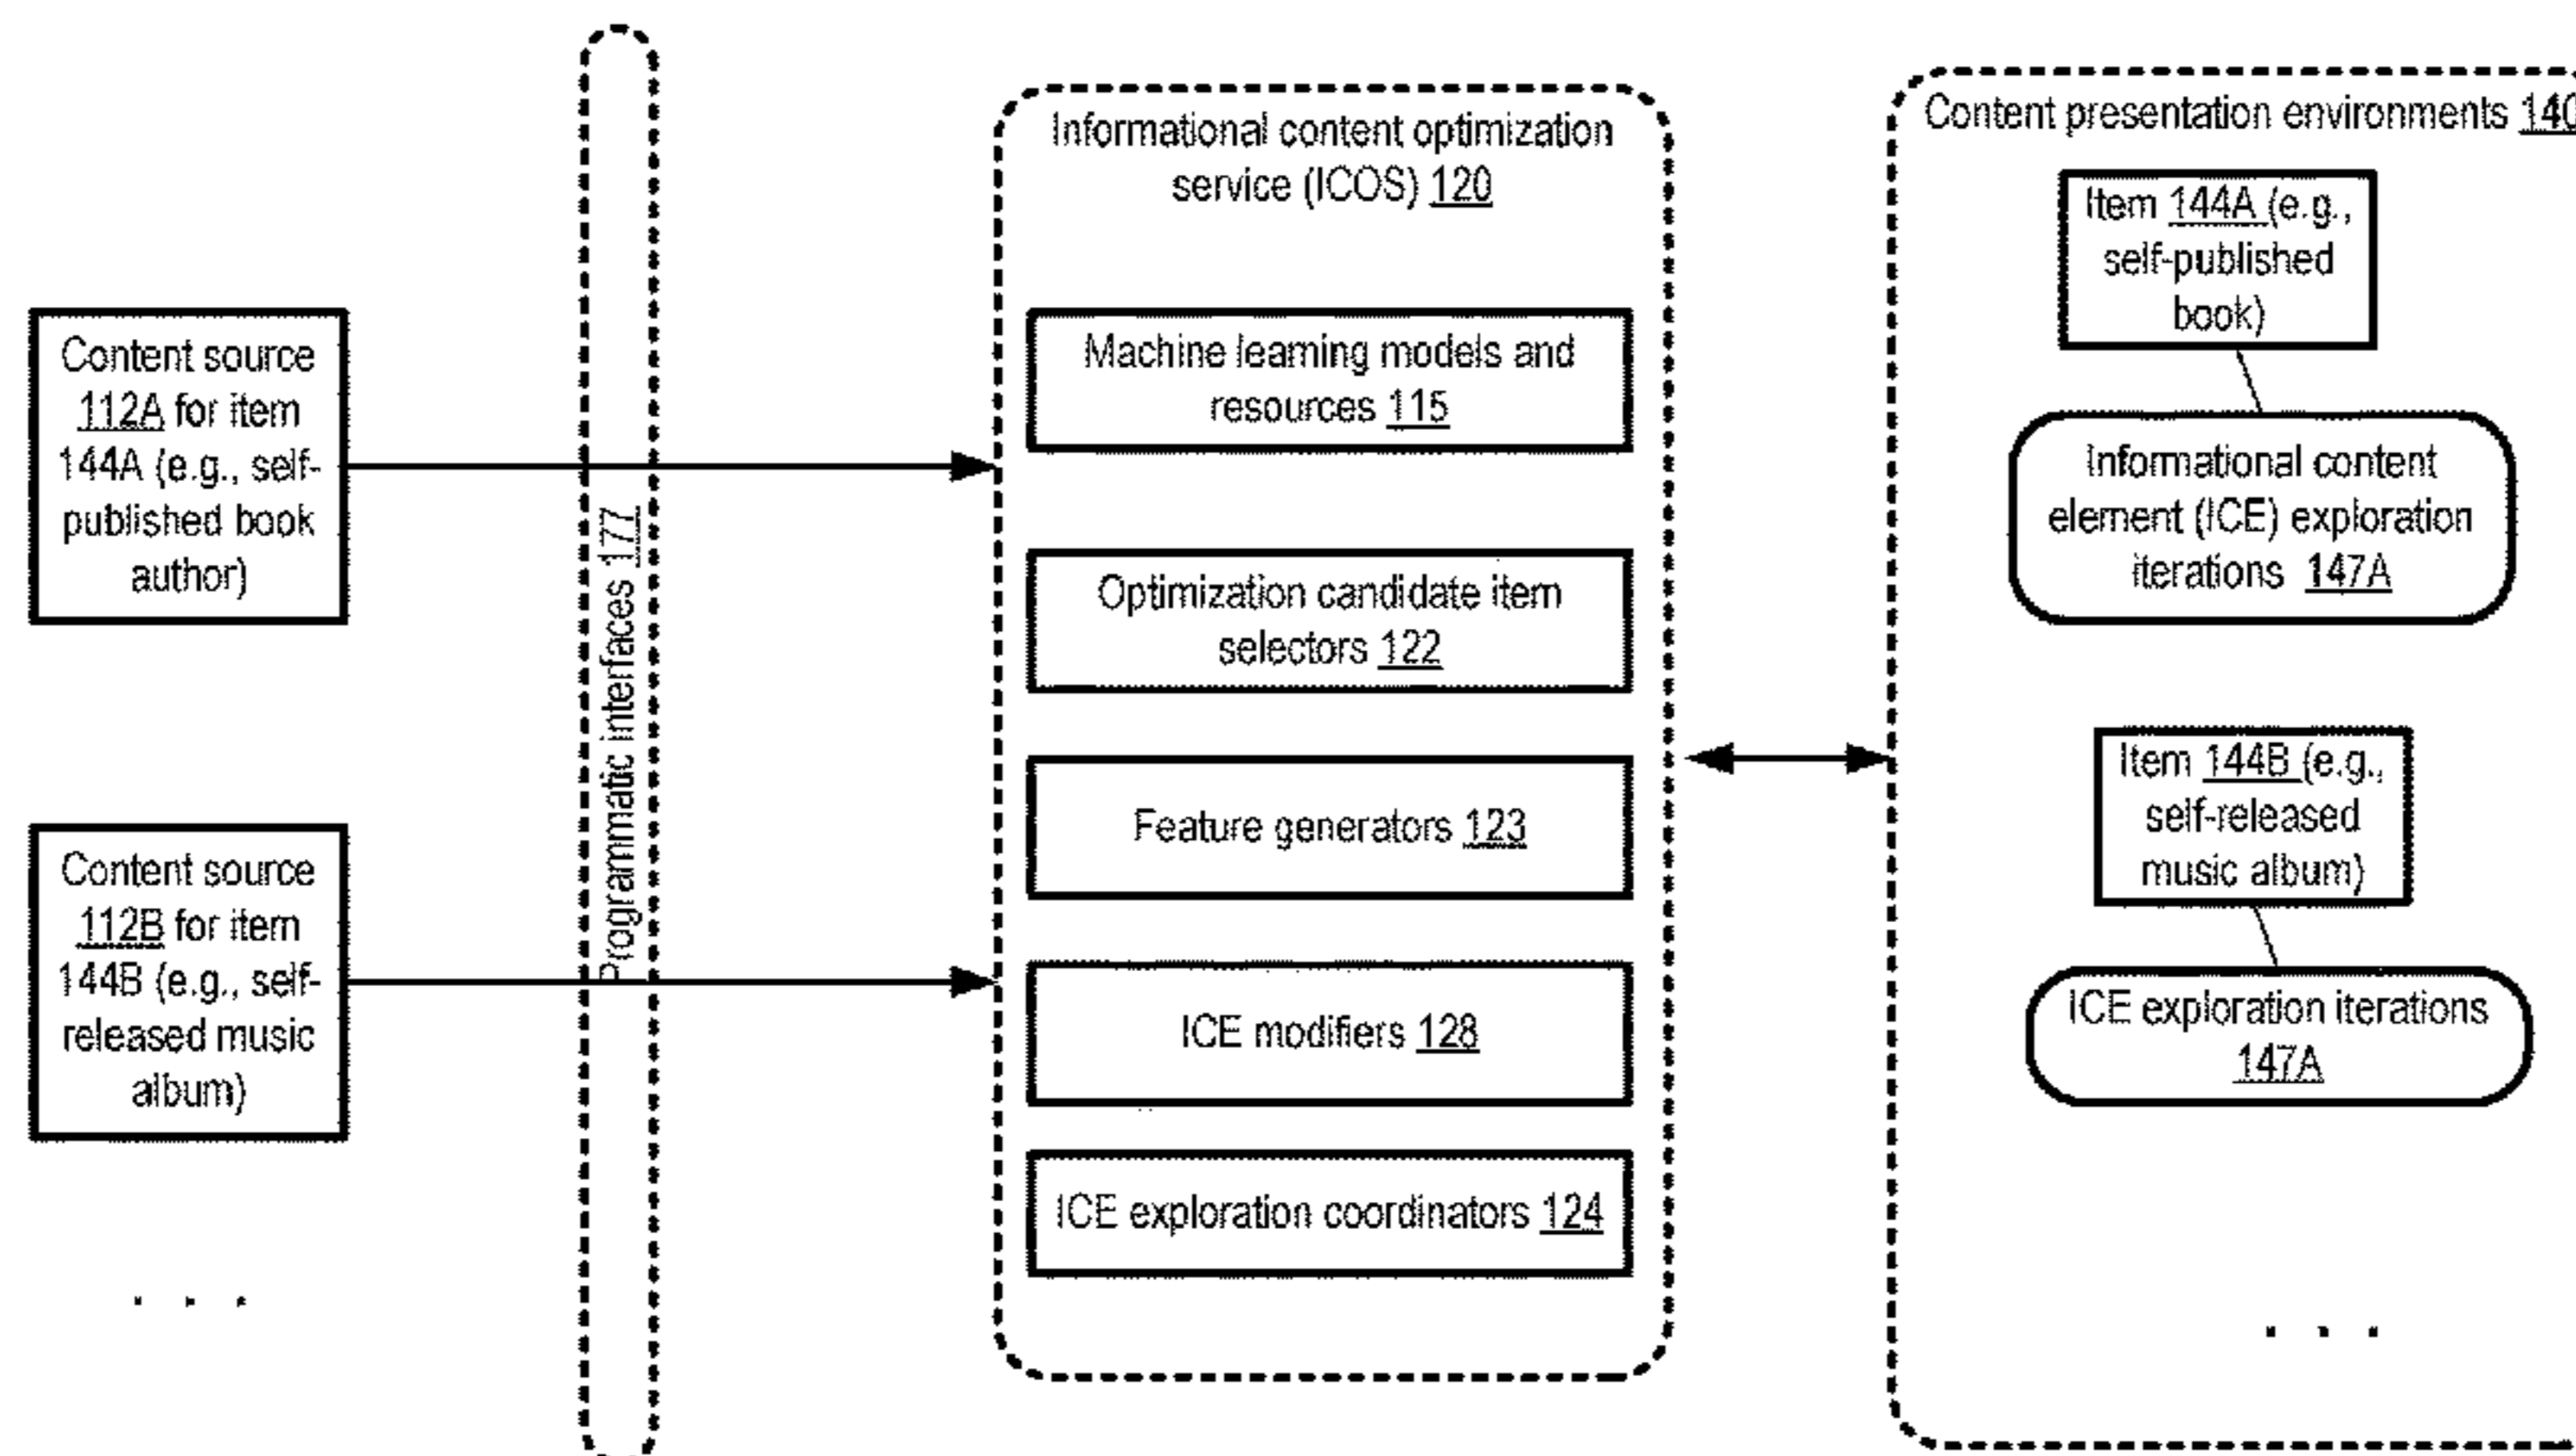 Content source
112A for item
144A (e.g., self-
published book
author)
Content source
112B for item
144B (e.g., self-
released music
album)
. . .
Programmatic interfaces 177
Informational content optimization
service (ICOS) 120
Machine learning models and
resources 115
Optimization candidate item
selectors 122
Feature generators 123
ICE modifiers 128
ICE exploration coordinators 124
Content presentation environments 140
Item 144A (e.g.,
self-published
book)
Informational content
element (ICE) exploration
iterations 147A
Item 144B (e.g.,
self-released
music album)
ICE exploration iterations
147A
. . .